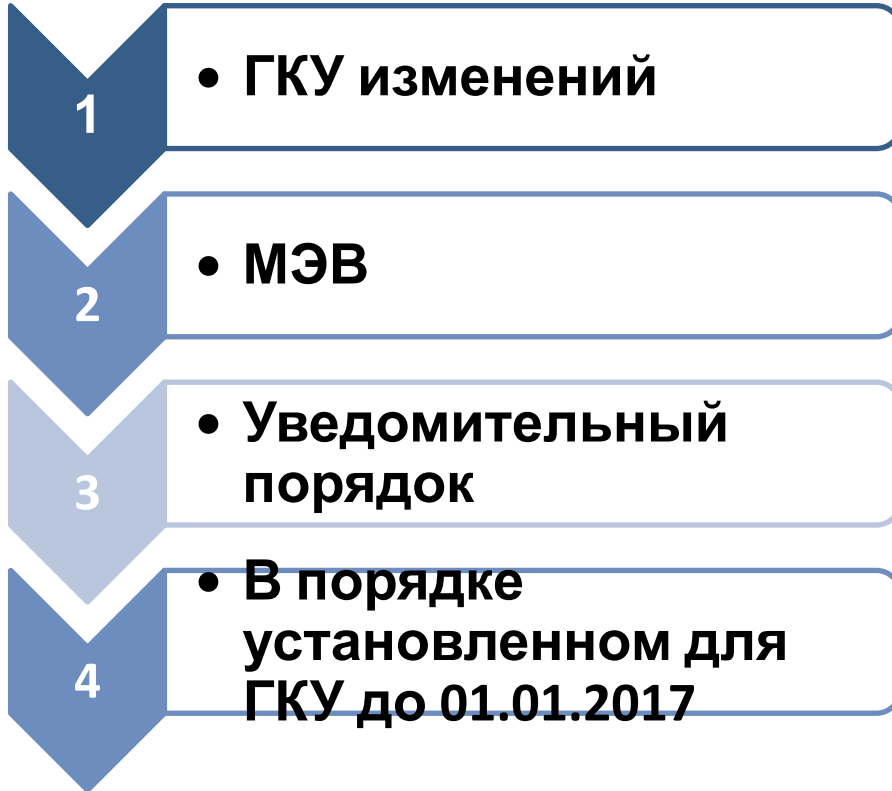 1
• ГКУ изменений
2
• МЭВ
3
• Уведомительный
порядок
4
• В порядке
установленном для
ГКУ до 01.01.2017